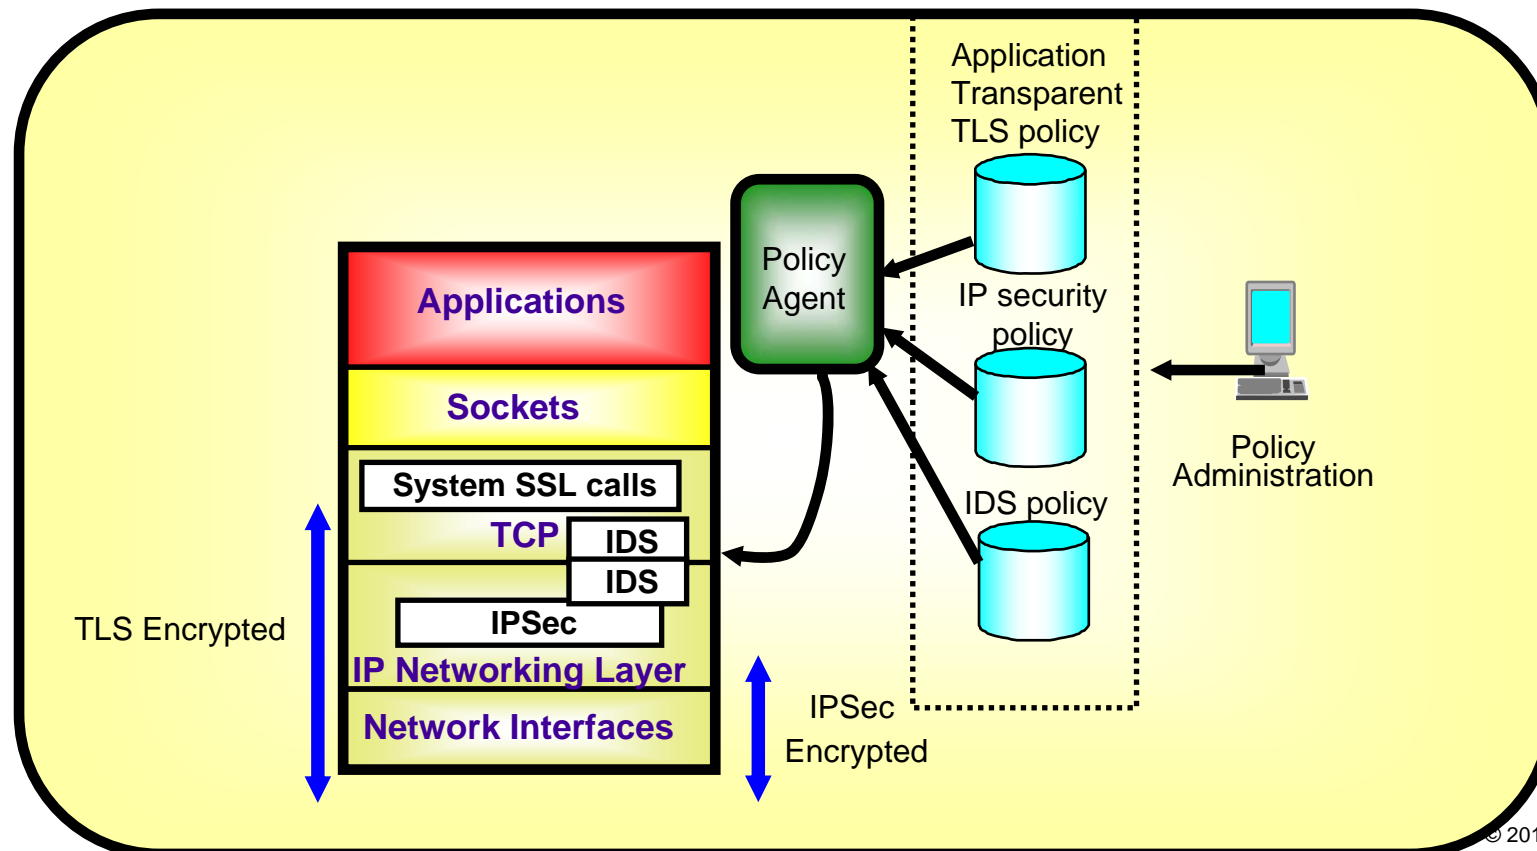 Application
Transparent
TLS policy
Policy
Agent
IP security
policy
Applications
Sockets
System SSL calls
TCP
IDS
IDS
IPSec
IP Networking Layer
Network Interfaces
TLS Encrypted
IPSec
Encrypted
IDS policy
Policy
Administration
© 201